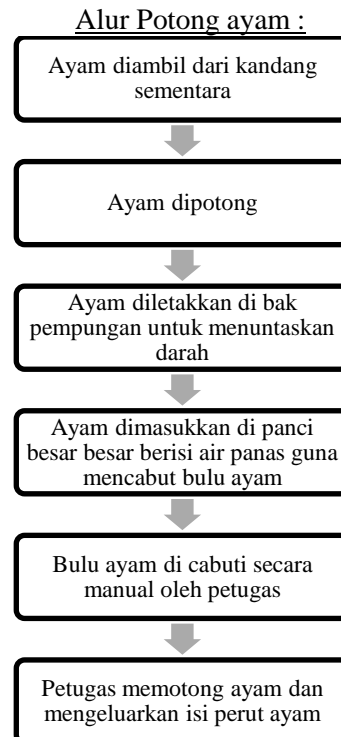 Alur Potong ayam :
Ayam diambil dari kandang
sementara
Ayam dipotong
Ayam diletakkan di bak
pempungan untuk menuntaskan
darah
Ayam dimasukkan di panci
besar besar berisi air panas guna
mencabut bulu ayam
Bulu ayam di cabuti secara
manual oleh petugas
Petugas memotong ayam dan
mengeluarkan isi perut ayam